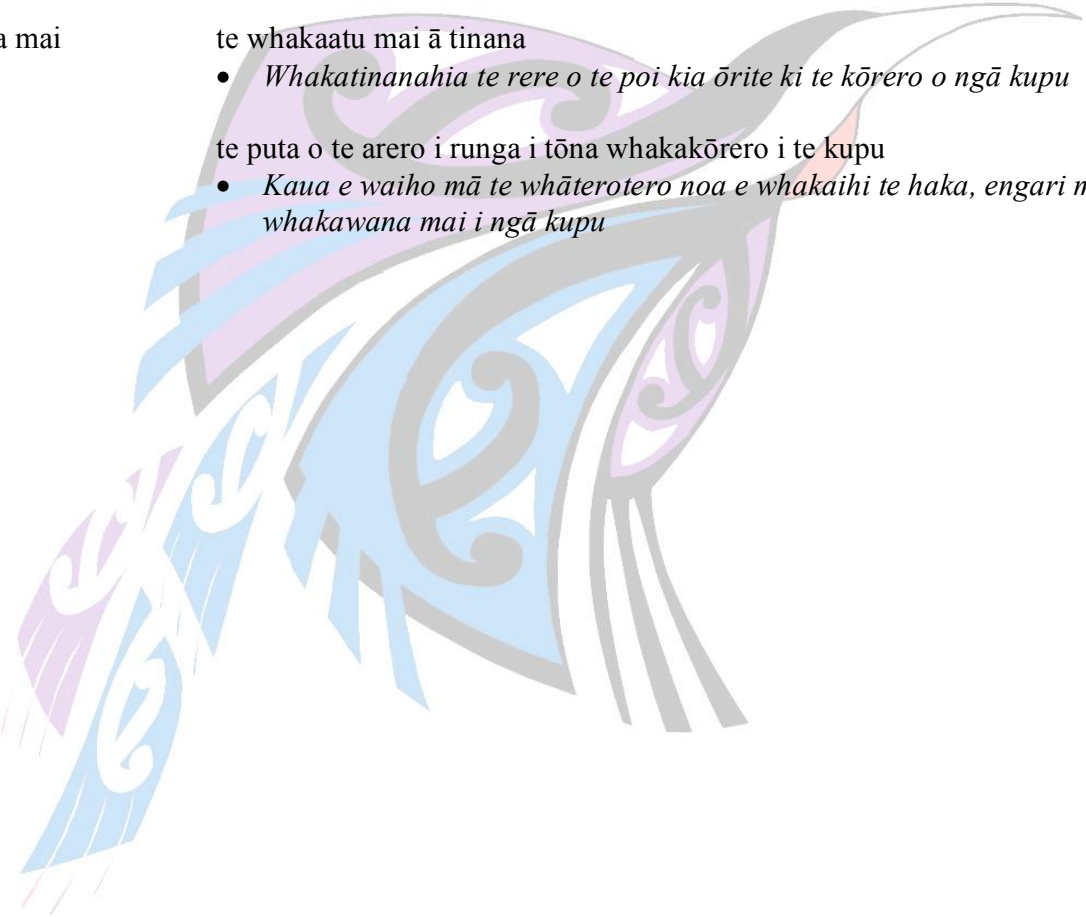 a mai te whakaatu mai ā tinana
• Whakatinanahia te rere o te poi kia ōrite ki te kōrero o ngā kupu
te puta o te arero i runga i tōna whakakōrero i te kupu
• Kaua e waiho mā te whāterotero noa e whakaihi te haka, engari
whakawana mai i ngā kupu